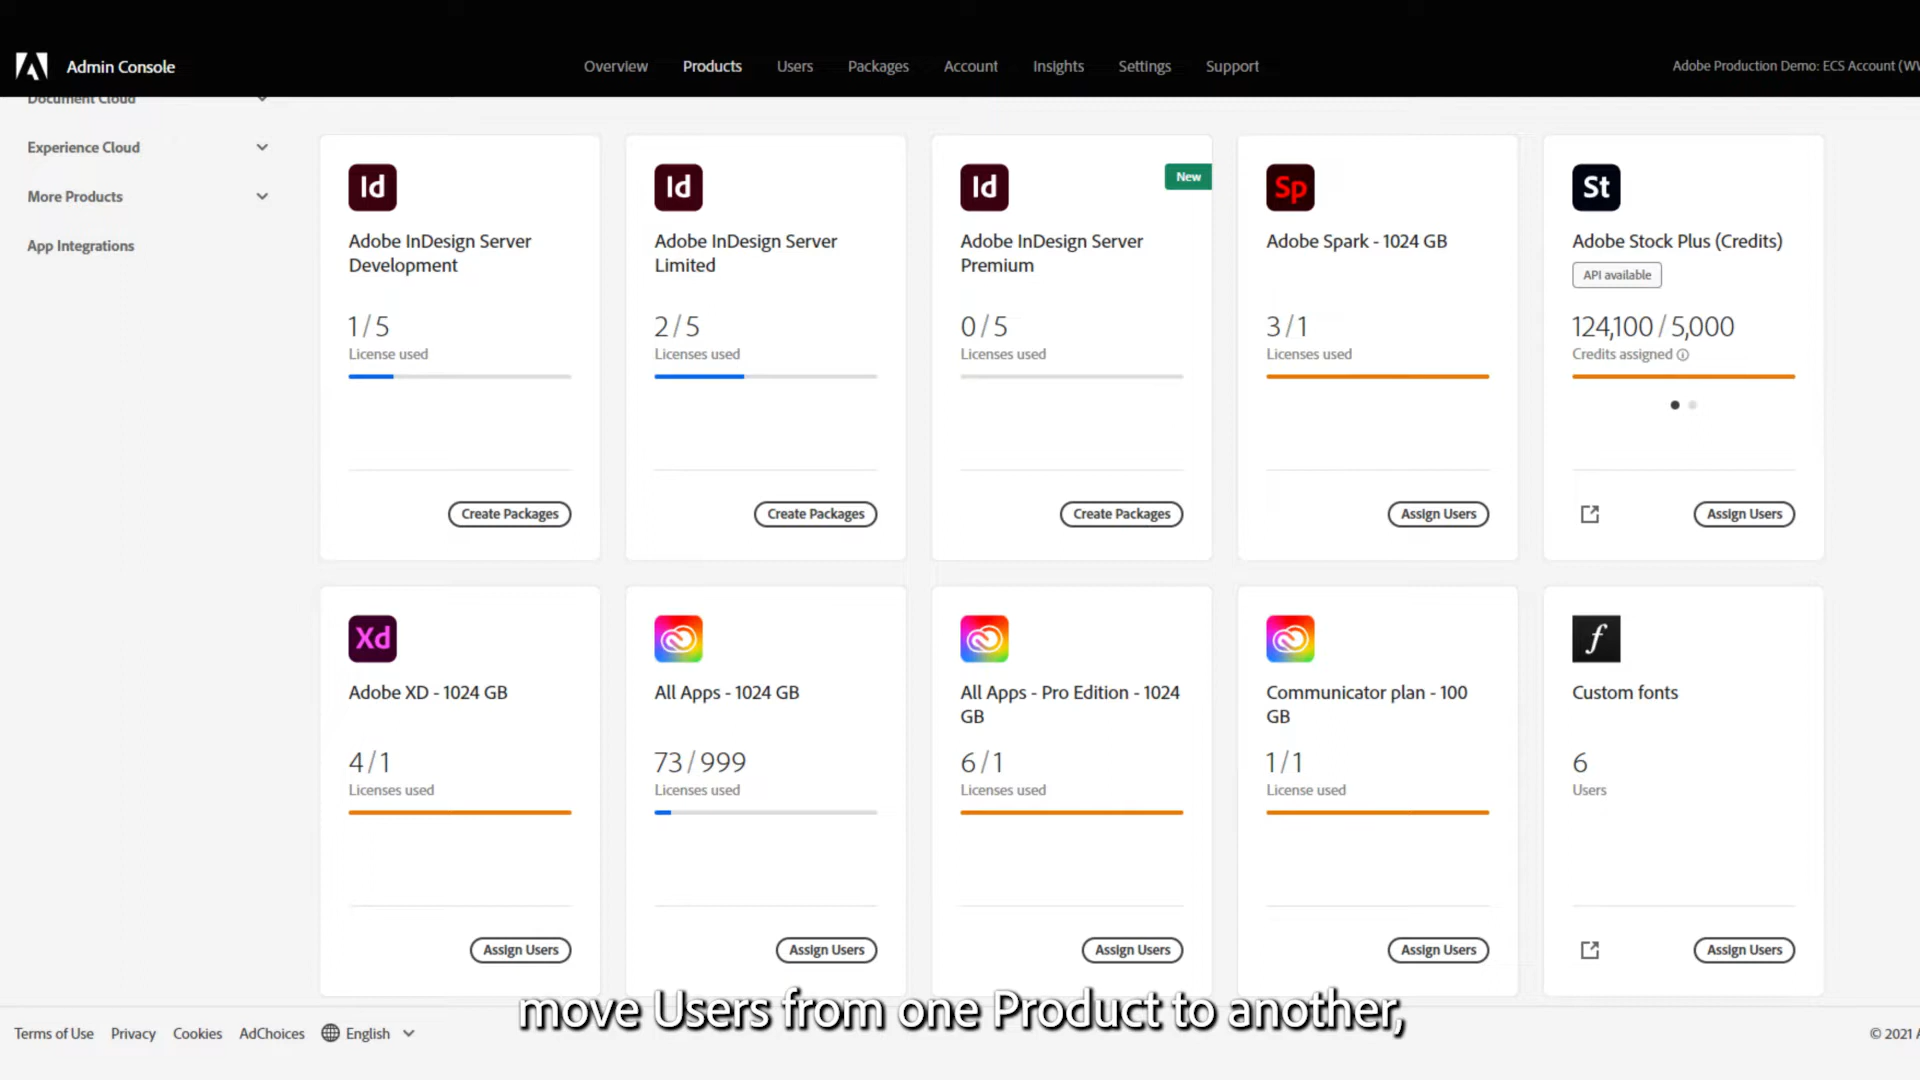 Admin Console
Overview
Products
Users
Packages
Account
Insights
Settings
Support
Adobe Production Demo: ECS Account (WW
Document Cloud
Experience Cloud
More Products
App Integrations
Id
Adobe InDesign Server
Development
1/5
License used
Create Packages
Id
Adobe InDesign Server
Limited
2/5
Licenses used
Create Packages
Id
New
Adobe InDesign Server
Premium
0/5
Licenses used
Create Packages
Sp
Adobe Spark - 1024 GB
3/1
Licenses used
Assign Users
St
Adobe Stock Plus (Credits)
API available
124,100/5,000
Credits assigned
Assign Users
Xd
Adobe XD - 1024 GB
4/1
Licenses used
Assign Users
All Apps - 1024 GB
73/999
Licenses used
Assign Users
All Apps - Pro Edition - 1024
GB
6/1
Licenses used
Assign Users
Communicator plan - 100
GB
1/1
License used
Assign Users
f
Custom fonts
6
Users
Assign Users
move Users from one Product to another,
Terms of Use
Privacy
Cookies
AdChoices
English
© 2021 A